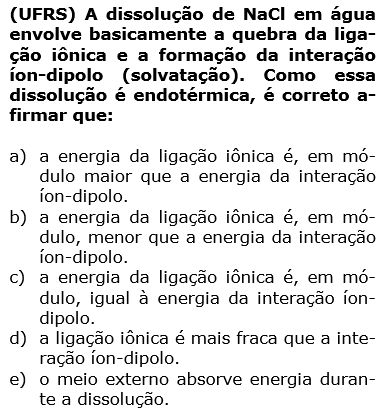 (UFRS) A dissolução de NaCl em água
envolve basicamente a quebra da liga-
ção iônica e a formação da interação
íon-dipolo (solvatação). Como essa
dissolução é endotérmica, é correto a-
firmar que:
a) a energia da ligação iônica é, em mó-
dulo maior que a energia da interação
íon-dipolo.
b) a energia da ligação iônica é, em mó-
dulo, menor que a energia da interação
íon-dipolo.
c) a energia da ligação iônica é, em mó-
dulo, igual à energia da interação íon-
dipolo.
d) a ligação iônica é mais fraca que a inte-
ração íon-dipolo.
e) o meio externo absorve energia duran-
te a dissolução.